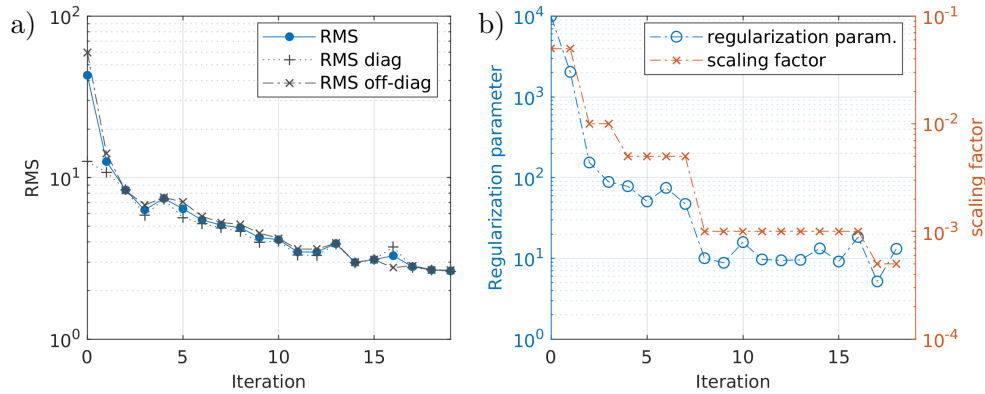 a)
10^2
10^1
10^0
RMS
RMS
RMS diag
RMS off-diag
0 5 10 15
Iteration
b)
10^4
10^3
10^2
10^1
10^0
Regularization parameter
regularization param.
scaling factor
10^-1
10^-2
10^-3
10^-4
scaling factor
0 5 10 15
Iteration